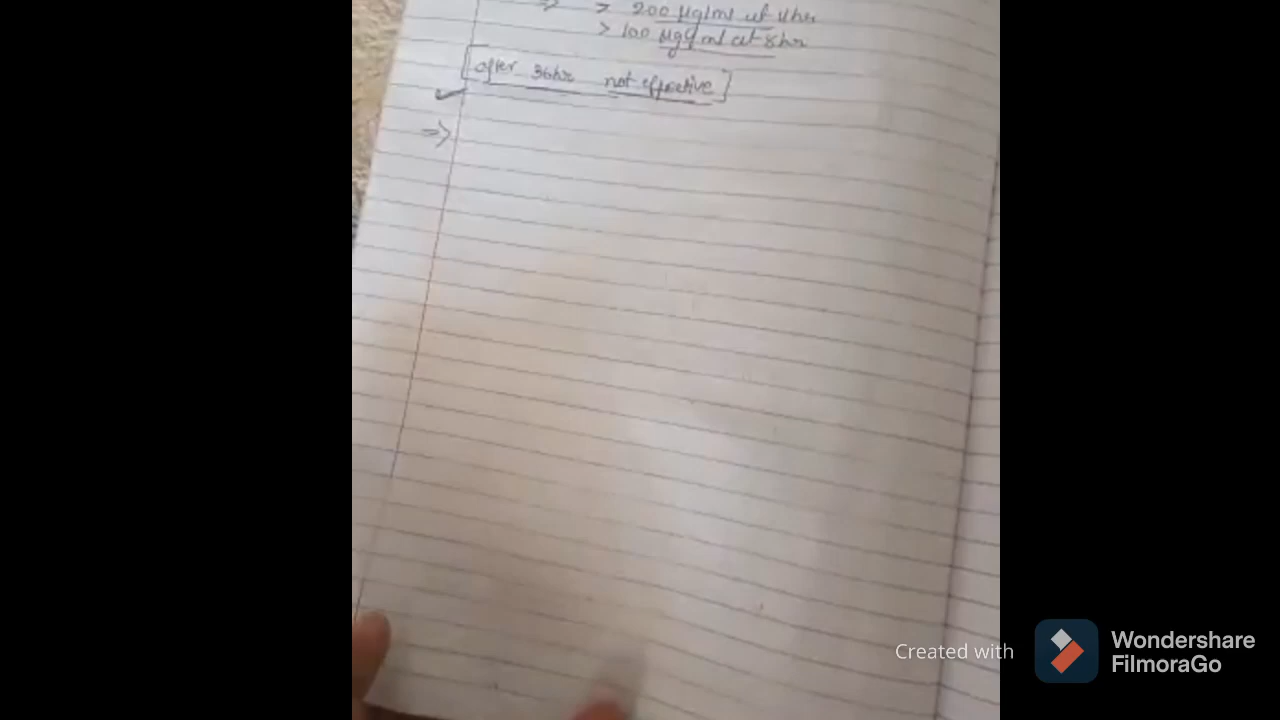 ⇒ > 200 µg/ml at 4hr
> 100 µg/ml at 8hr
[after 36hr not effective]
⇒
Created with Wondershare FilmoraGo